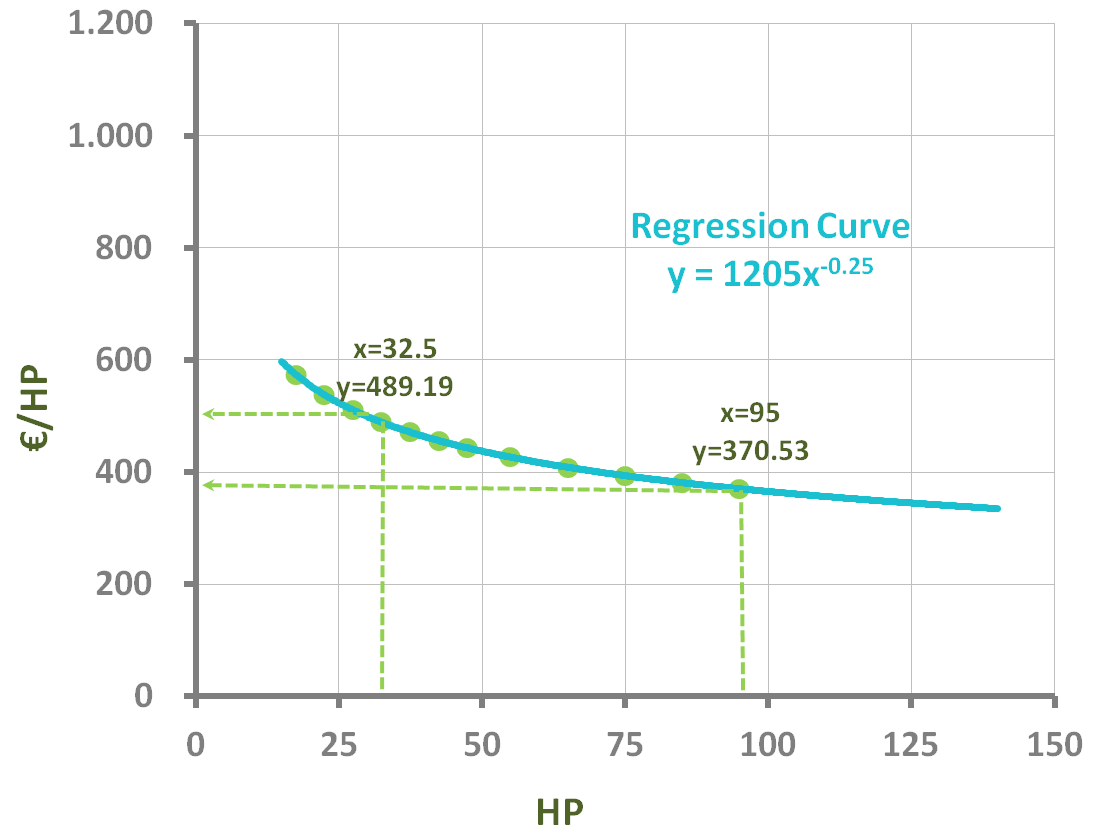 1.200
1.000
800
600
400
200
0
€/HP
Regression Curve
y = 1205x^-0.25
x=32.5
y=489.19
x=95
y=370.53
0 25 50 75 100 125 150
HP